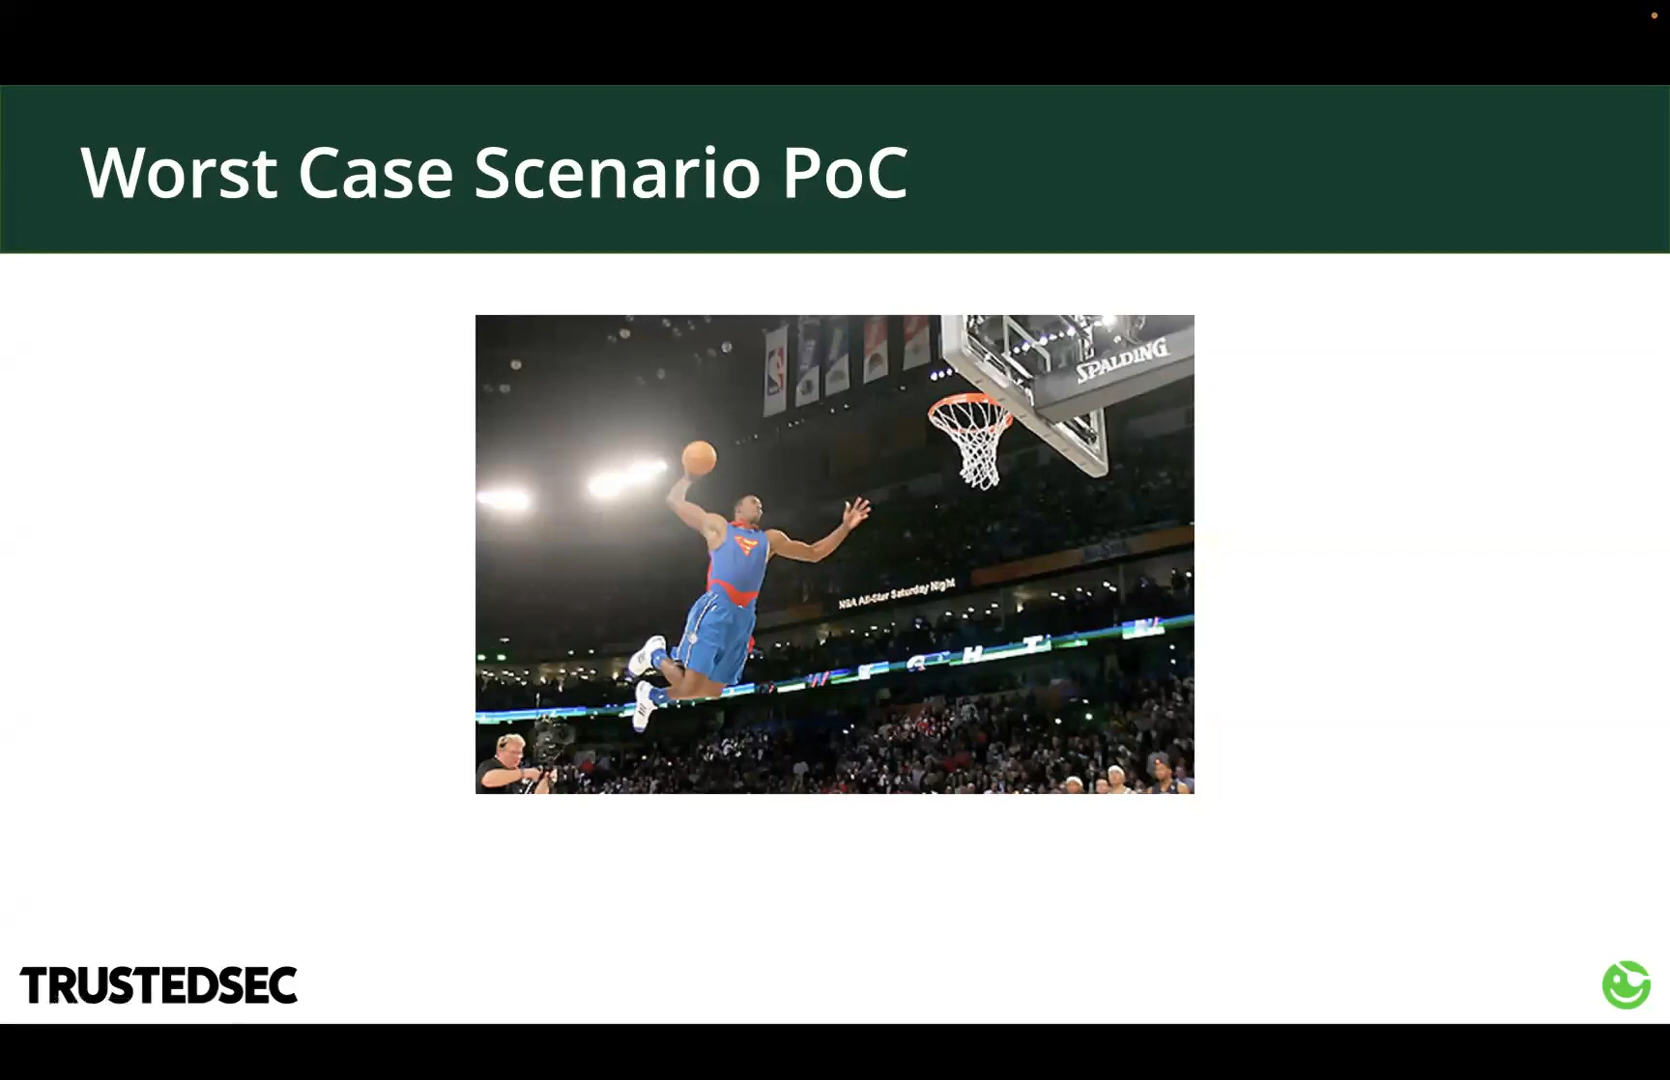 Worst Case Scenario PoC
SPALDING
NBA All-Star Saturday Night
TRUSTEDSEC